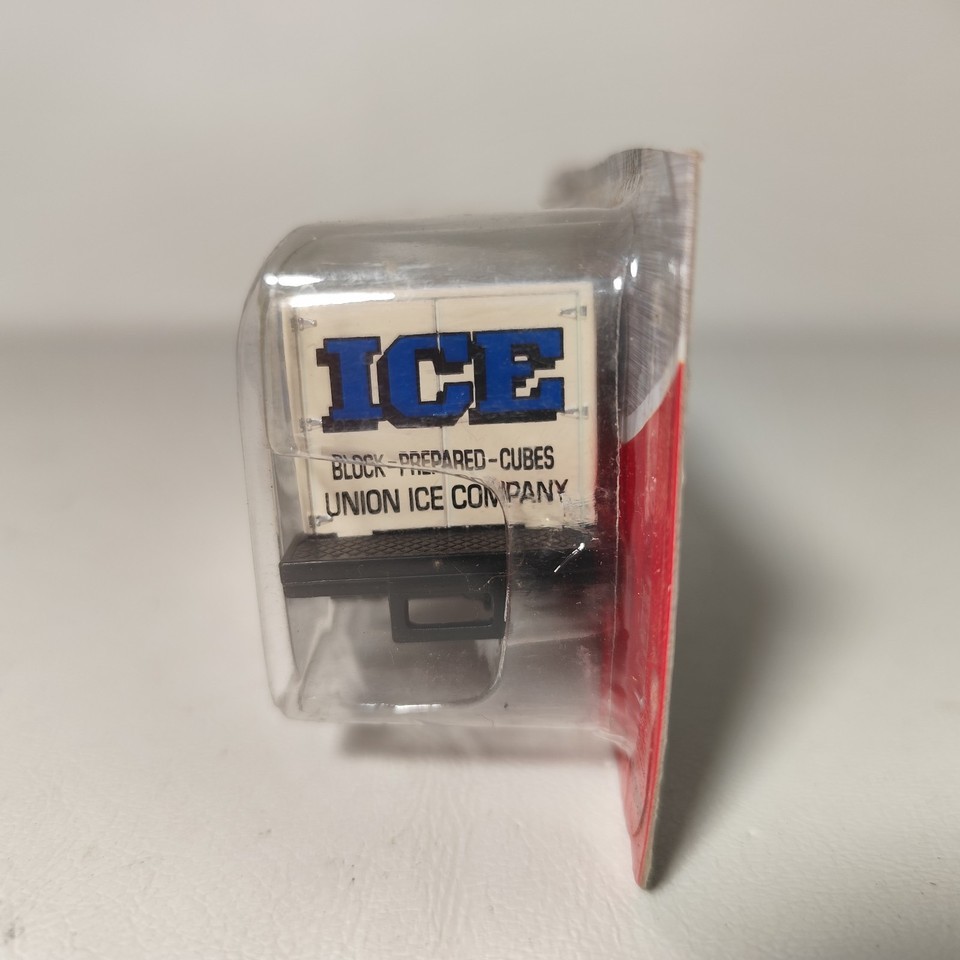 ICE
BLOCK-PREPARED-CUBES
UNION ICE COMPANY